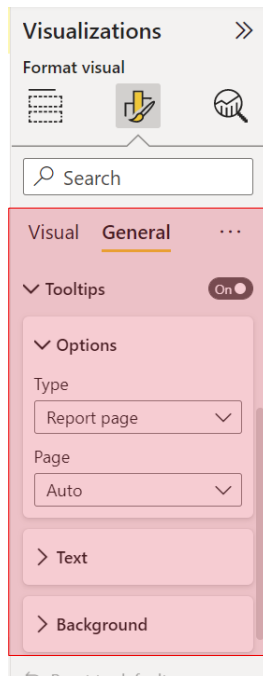 Visualizations
Format visual
Search
Visual General ...
Tooltips On
Options
Type
Report page
Page
Auto
Text
Background